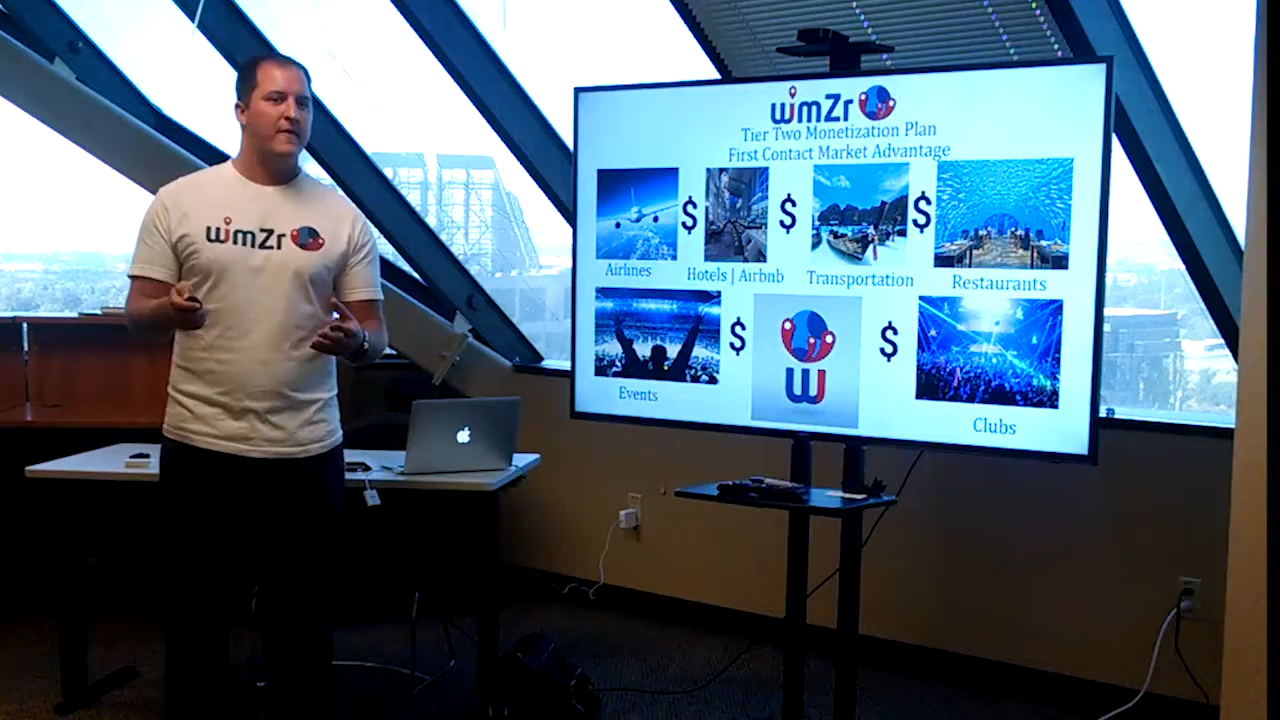 wimZr
Tier Two Monetization Plan
First Contact Market Advantage
$ $ $
Airlines Hotels | Airbnb Transportation Restaurants
$ $
W
Events Clubs
wimZr